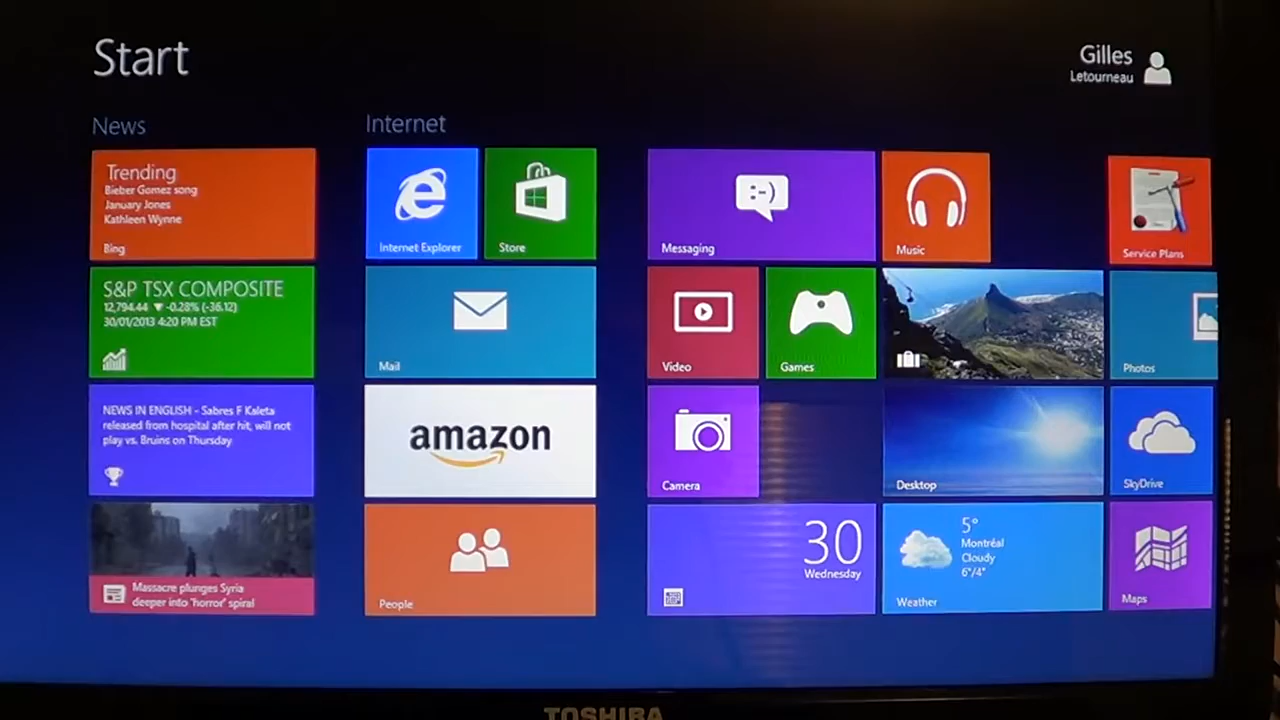 Start
Gilles
Letourneau
News
Internet
Trending
Bieber Gomez song
January Jones
Kathleen Wynne
Bing
Internet Explorer
Store
Messaging
Music
Service Plans
S&P TSX COMPOSITE
12,794.44 ▼ -0.28% (-36.12)
30/01/2013 4:20 PM EST
Mail
Video
Games
Photos
NEWS IN ENGLISH - Sabres F Kaleta
released from hospital after hit, will not
play vs. Bruins on Thursday
amazon
Camera
Desktop
SkyDrive
Massacre plunges Syria
deeper into "horror" spiral
People
30
Wednesday
5°
Montréal
Cloudy
6°/4°
Weather
Maps
TOSHIBA